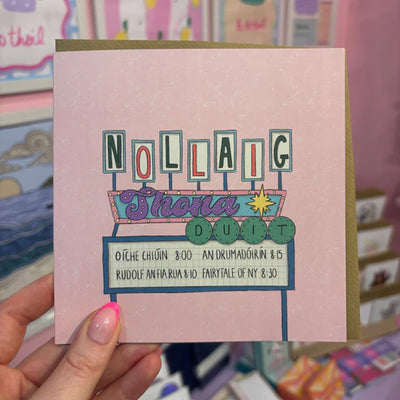 o thóil
NOLLAIG
Shona
DUIT
OÍCHE CHIÚIN 8:00 AN DRUMADÓIRÍN 8:15
RUDOLF AN FIA RUA 8:10 FAIRYTALE OF NY 8:30